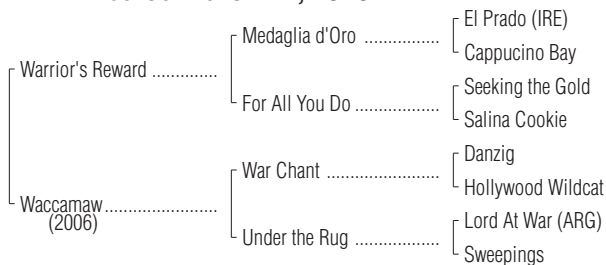 El Prado (IRE)
Medaglia d'Oro ................
Cappucino Bay
Warrior's Reward .............
Seeking the Gold
For All You Do ..................
Salina Cookie
Danzig
War Chant .......................
Hollywood Wildcat
Waccamaw.......................
(2006)
Lord At War (ARG)
Under the Rug ..................
Sweepings